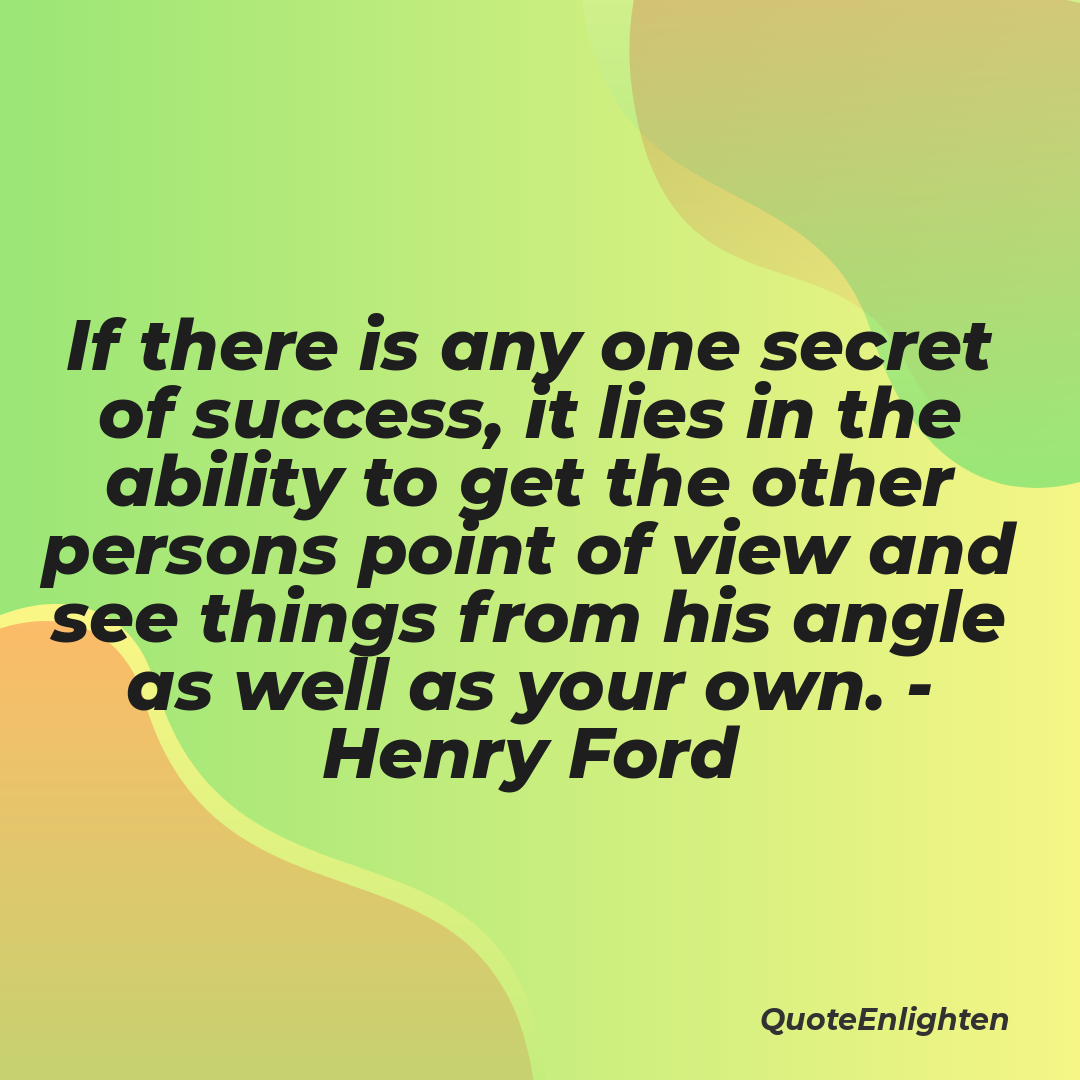 If there is any one secret
of success, it lies in the
ability to get the other
persons point of view and
see things from his angle
as well as your own. -
Henry Ford
QuoteEnlighten